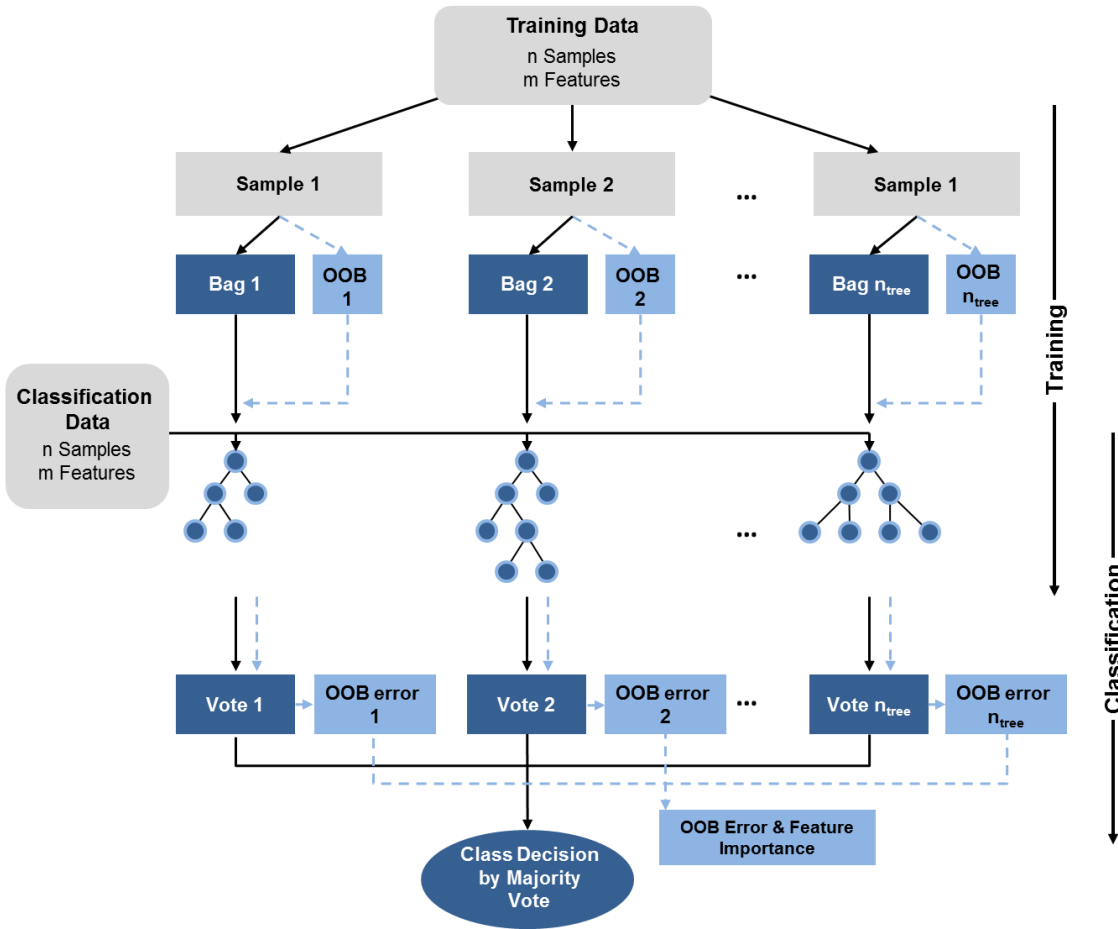 Training Data
n Samples
m Features
Sample 1
Sample 2
...
Sample 1
Bag 1
OOB
1
Bag 2
OOB
2
...
Bag ntree
OOB
ntree
Training
Classification
Data
n Samples
m Features
...
Classification
Vote 1
OOB error
1
Vote 2
OOB error
2
...
Vote ntree
OOB error
ntree
OOB Error & Feature
Importance
Class Decision
by Majority
Vote